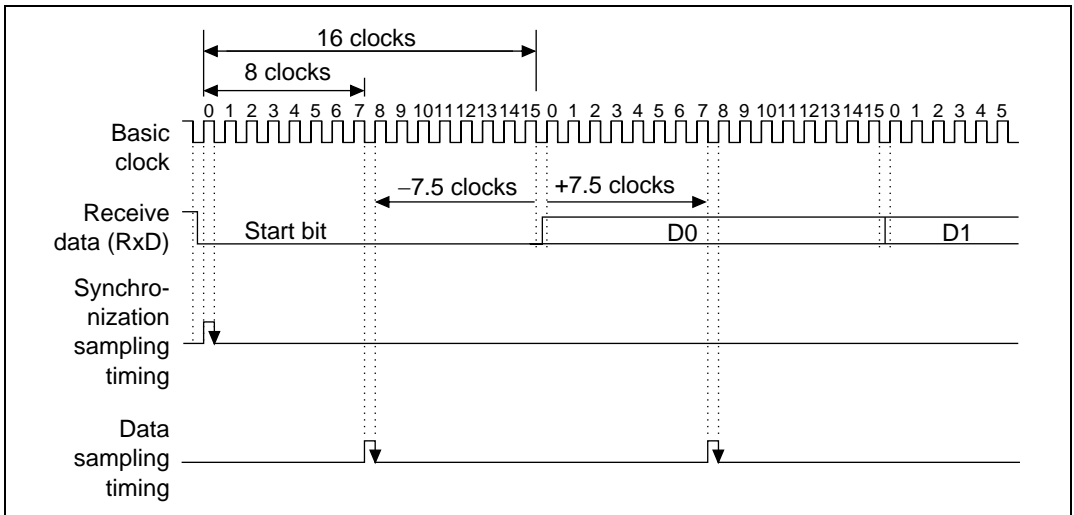 16 clocks
8 clocks
0 1 2 3 4 5 6 7 8 9 10 11 12 13 14 15 0 1 2 3 4 5 6 7 8 9 10 11 12 13 14 15 0 1 2 3 4 5
Basic
clock
–7.5 clocks +7.5 clocks
Receive
data (RxD)
Start bit D0 D1
Synchro-
nization
sampling
timing
Data
sampling
timing